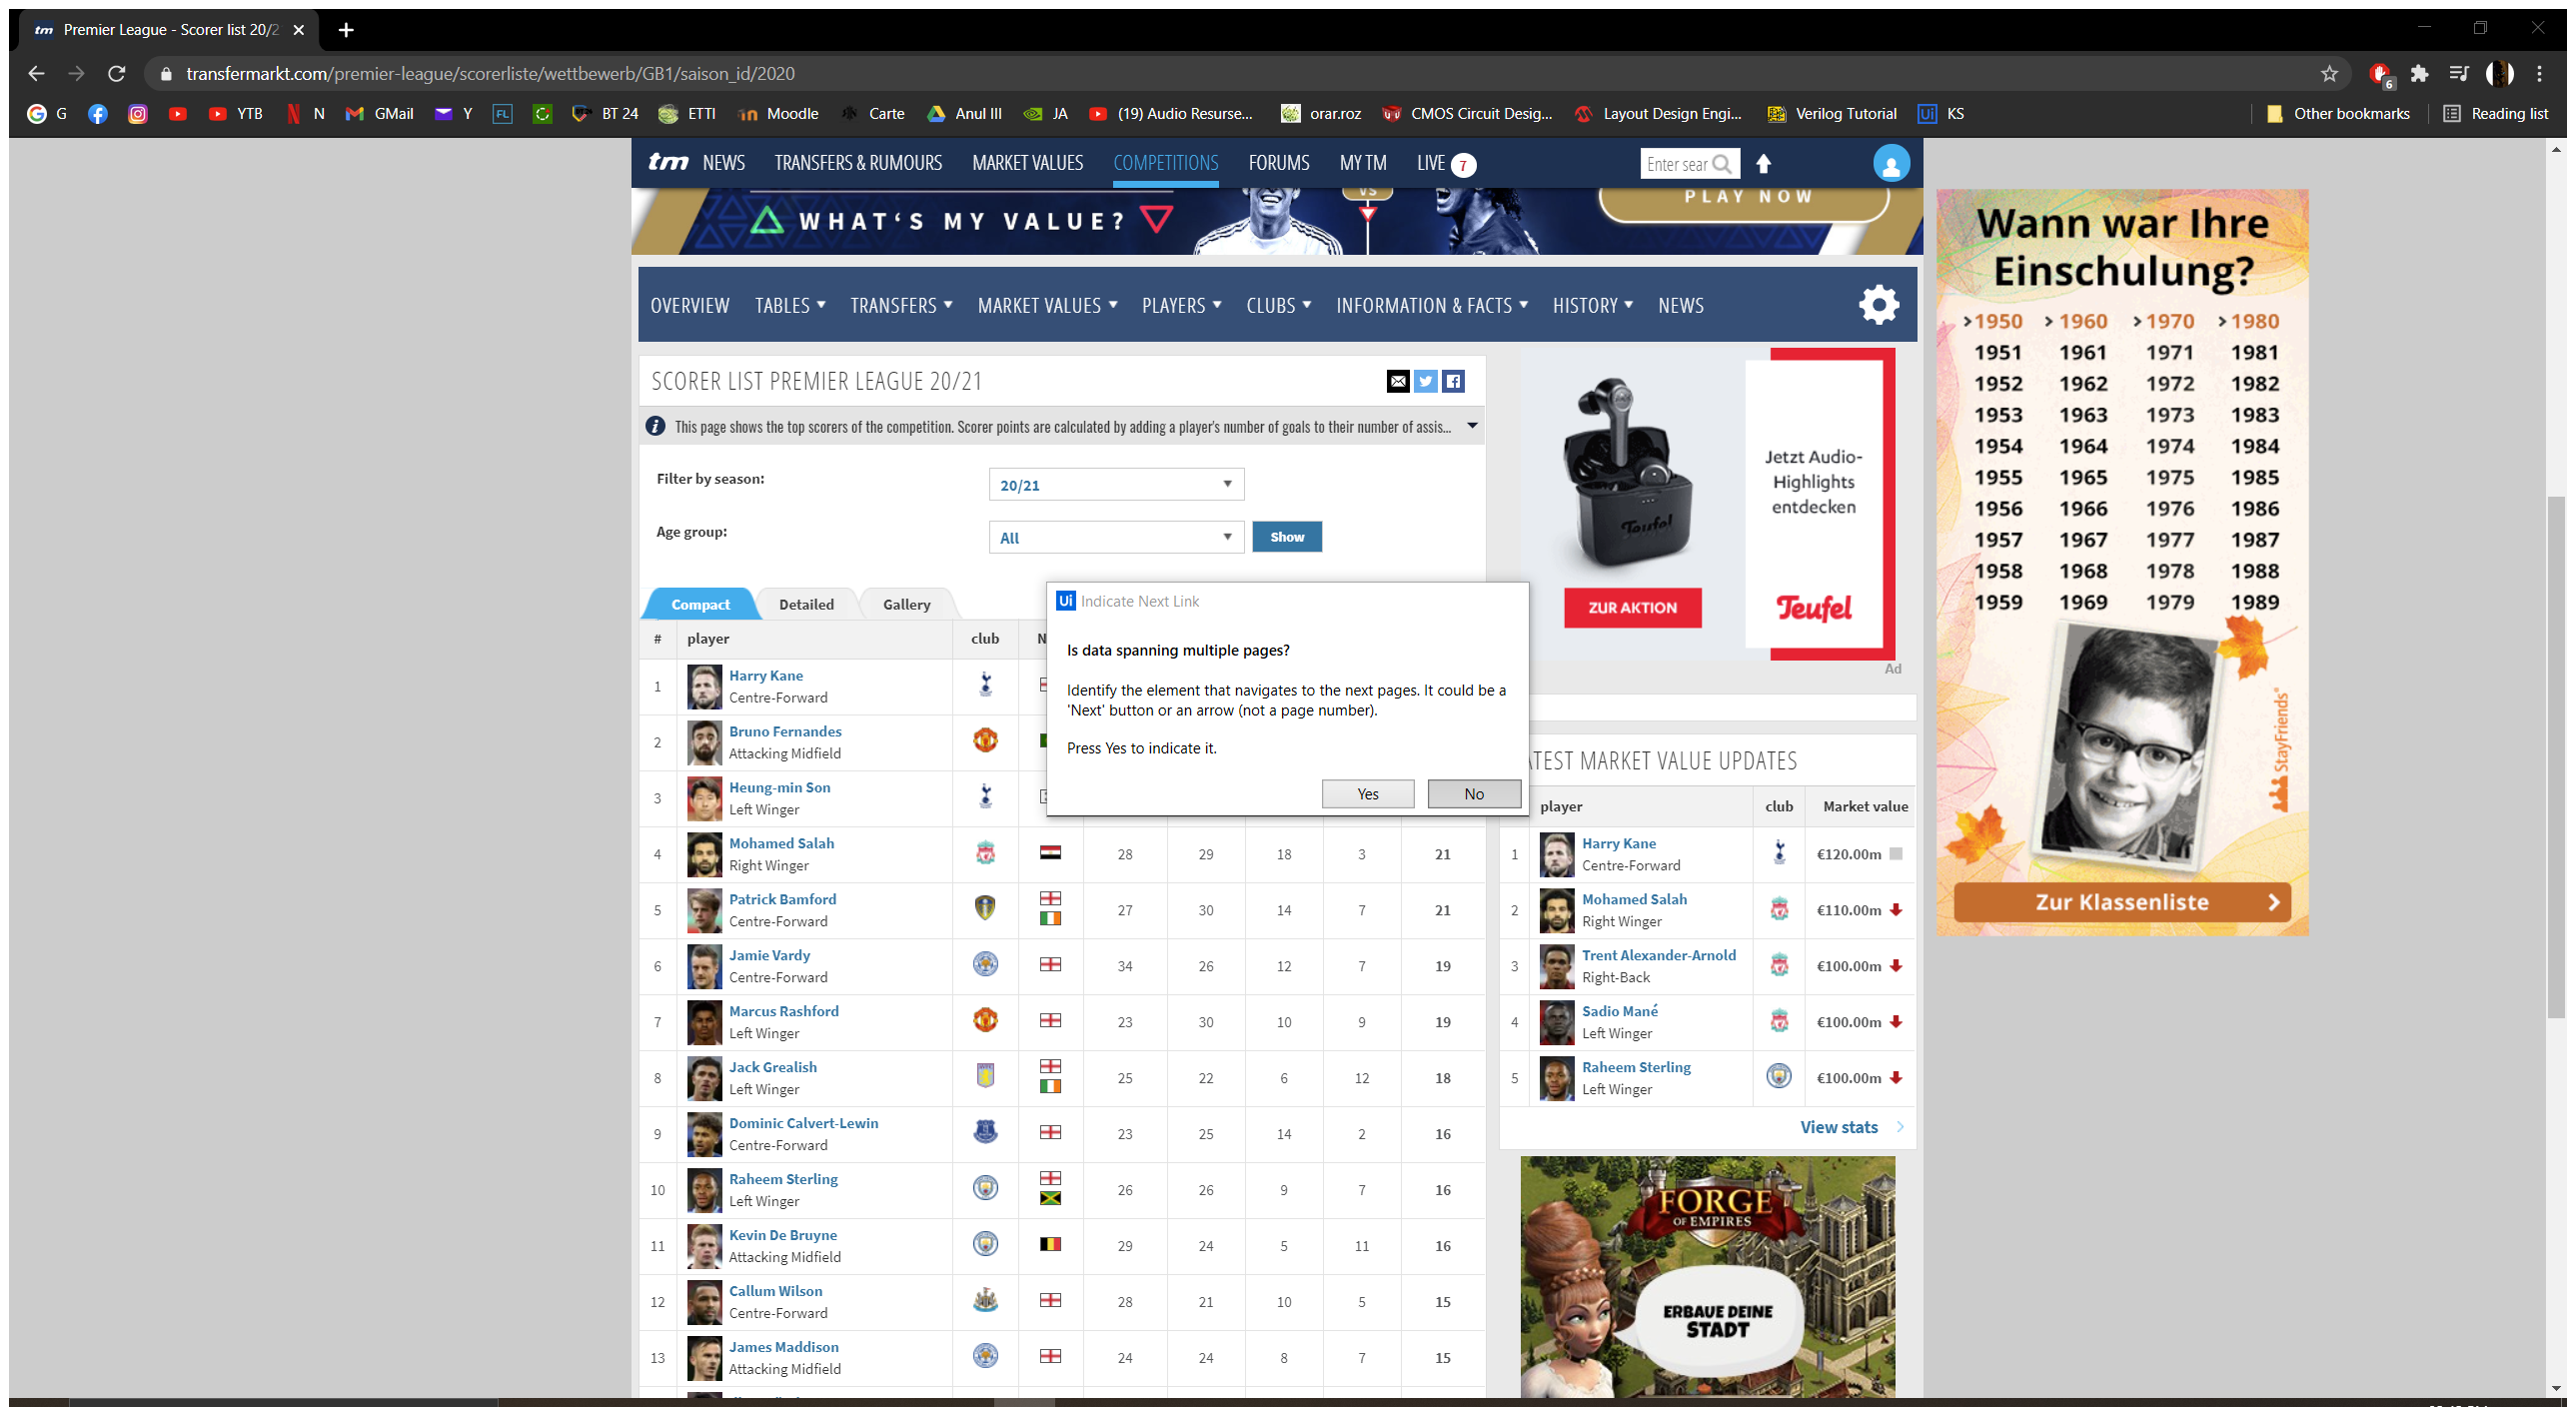 tm Premier League - Scorer list 20/2
transfermarkt.com/premier-league/scorerliste/wettbewerb/GB1/saison_id/2020
6
G YTB N GMail Y FL BT 24 ETTI Moodle Carte Anul III JA (19) Audio Resurse... orar.roz CMOS Circuit Desig... Layout Design Engi... Verilog Tutorial Ui KS Other bookmarks Reading list
tm NEWS TRANSFERS & RUMOURS MARKET VALUES COMPETITIONS FORUMS MY TM LIVE 7 Enter sear
WHAT'S MY VALUE? VS PLAY NOW
OVERVIEW TABLES TRANSFERS MARKET VALUES PLAYERS CLUBS INFORMATION & FACTS HISTORY NEWS
SCORER LIST PREMIER LEAGUE 20/21
This page shows the top scorers of the competition. Scorer points are calculated by adding a player's number of goals to their number of assis...
Filter by season: 20/21
Age group: All Show
Compact Detailed Gallery
# player club N
1 Harry Kane
Centre-Forward
2 Bruno Fernandes
Attacking Midfield
3 Heung-min Son
Left Winger
4 Mohamed Salah 28 29 18 3 21
Right Winger
5 Patrick Bamford 27 30 14 7 21
Centre-Forward
6 Jamie Vardy 34 26 12 7 19
Centre-Forward
7 Marcus Rashford 23 30 10 9 19
Left Winger
8 Jack Grealish 25 22 6 12 18
Left Winger
9 Dominic Calvert-Lewin 23 25 14 2 16
Centre-Forward
10 Raheem Sterling 26 26 9 7 16
Left Winger
11 Kevin De Bruyne 29 24 5 11 16
Attacking Midfield
12 Callum Wilson 28 21 10 5 15
Centre-Forward
13 James Maddison 24 24 8 7 15
Attacking Midfield
Ui Indicate Next Link
Is data spanning multiple pages?
Identify the element that navigates to the next pages. It could be a
'Next' button or an arrow (not a page number).
Press Yes to indicate it.
Yes No
Teufel
Jetzt Audio-
Highlights
entdecken
ZUR AKTION
Teufel
Ad
ATEST MARKET VALUE UPDATES
player club Market value
1 Harry Kane €120.00m
Centre-Forward
2 Mohamed Salah €110.00m
Right Winger
3 Trent Alexander-Arnold €100.00m
Right-Back
4 Sadio Mané €100.00m
Left Winger
5 Raheem Sterling €100.00m
Left Winger
View stats
FORGE
OF EMPIRES
ERBAUE DEINE
STADT
Wann war Ihre
Einschulung?
1950 1960 1970 1980
1951 1961 1971 1981
1952 1962 1972 1982
1953 1963 1973 1983
1954 1964 1974 1984
1955 1965 1975 1985
1956 1966 1976 1986
1957 1967 1977 1987
1958 1968 1978 1988
1959 1969 1979 1989
StayFriends
Zur Klassenliste